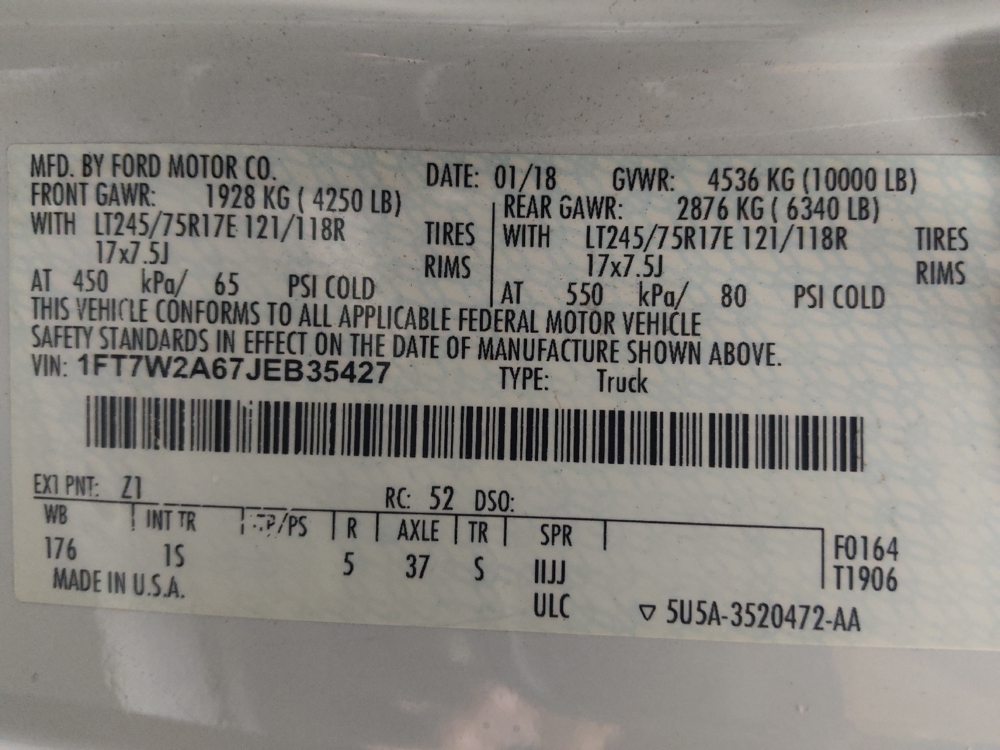 MFD. BY FORD MOTOR CO. DATE: 01/18 GVWR: 4536 KG (10000 LB)
FRONT GAWR: 1928 KG ( 4250 LB) REAR GAWR: 2876 KG ( 6340 LB)
WITH LT245/75R17E 121/118R TIRES WITH LT245/75R17E 121/118R TIRES
17x7.5J RIMS 17x7.5J RIMS
AT 450 kPa/ 65 PSI COLD AT 550 kPa/ 80 PSI COLD
THIS VEHICLE CONFORMS TO ALL APPLICABLE FEDERAL MOTOR VEHICLE
SAFETY STANDARDS IN EFFECT ON THE DATE OF MANUFACTURE SHOWN ABOVE.
VIN: 1FT7W2A67JEB35427 TYPE: Truck
EXT PNT: Z1 RC: 52 DSO:
WB INT TR TP/PS R AXLE TR SPR
176 1S 5 37 S IIJJ F0164
MADE IN U.S.A. ULC T1906
▽ 5U5A-3520472-AA